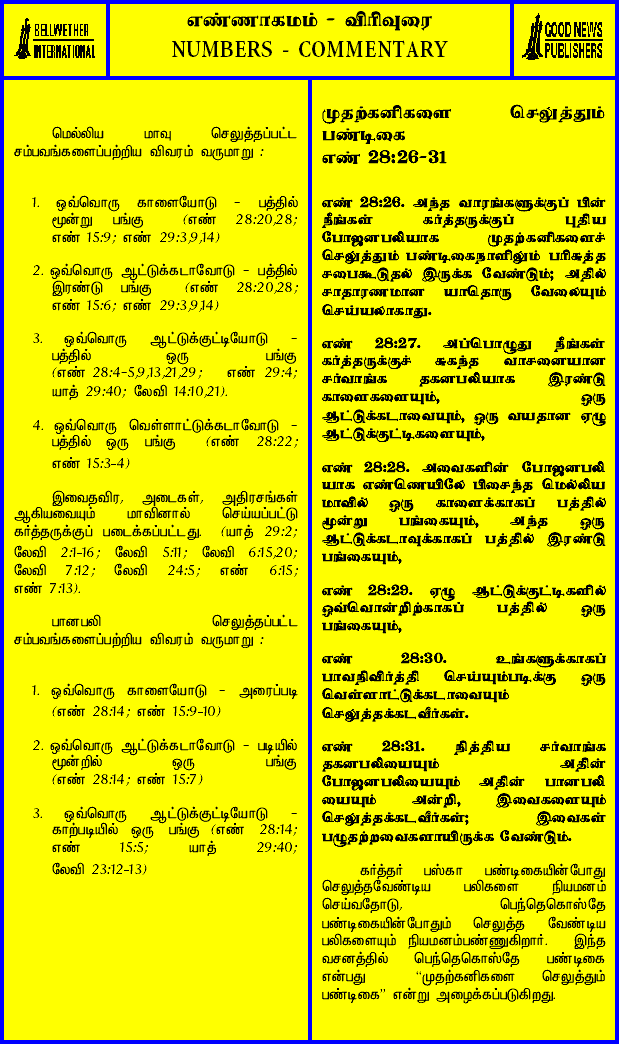 BELLWETHER
INTERNATIONAL
எண்ணாகமம் - விரிவுரை
NUMBERS - COMMENTARY
GOOD NEWS
PUBLISHERS
மெல்லிய மாவு செலுத்தப்பட்ட
சம்பவங்களைப்பற்றிய விவரம் வருமாறு :
1. ஒவ்வொரு காளையோடு - பத்தில்
மூன்று பங்கு (எண் 28:20,28;
எண் 15:9; எண் 29:3,9,14)
2. ஒவ்வொரு ஆட்டுக்கடாவோடு - பத்தில்
இரண்டு பங்கு (எண் 28:20,28;
எண் 15:6; எண் 29:3,9,14)
3. ஒவ்வொரு ஆட்டுக்குட்டியோடு -
பத்தில் ஒரு பங்கு
(எண் 28:4-5,9,13,21,29; எண் 29:4;
யாத் 29:40; லேவி 14:10,21).
4. ஒவ்வொரு வெள்ளாட்டுக்கடாவோடு -
பத்தில் ஒரு பங்கு (எண் 28:22;
எண் 15:3-4)
இவைதவிர, அடைகள், அதிரசங்கள்
ஆகியவையும் மாவினால் செய்யப்பட்டு
கர்த்தருக்குப் படைக்கப்பட்டது. (யாத் 29:2;
லேவி 2:1-16; லேவி 5:11; லேவி 6:15,20;
லேவி 7:12; லேவி 24:5; எண் 6:15;
எண் 7:13).
பானபலி செலுத்தப்பட்ட
சம்பவங்களைப்பற்றிய விவரம் வருமாறு :
1. ஒவ்வொரு காளையோடு - அரைப்படி
(எண் 28:14; எண் 15:9-10)
2. ஒவ்வொரு ஆட்டுக்கடாவோடு - படியில்
மூன்றில் ஒரு பங்கு
(எண் 28:14; எண் 15:7)
3. ஒவ்வொரு ஆட்டுக்குட்டியோடு -
காற்படியில் ஒரு பங்கு (எண் 28:14;
எண் 15:5; யாத் 29:40;
லேவி 23:12-13)
முதற்கனிகளை செலுத்தும்
பண்டிகை
எண் 28:26-31
எண் 28:26. அந்த வாரங்களுக்குப் பின்
நீங்கள் கர்த்தருக்குப் புதிய
போஜனபலியாக முதற்கனிகளைச்
செலுத்தும் பண்டிகைநாளிலும் பரிசுத்த
சபைகூடுதல் இருக்க வேண்டும்; அதில்
சாதாரணமான யாதொரு வேலையும்
செய்யலாகாது.
எண் 28:27. அப்பொழுது நீங்கள்
கர்த்தருக்குச் சுகந்த வாசனையான
சர்வாங்க தகனபலியாக இரண்டு
காளைகளையும், ஒரு
ஆட்டுக்கடாவையும், ஒரு வயதான ஏழு
ஆட்டுக்குட்டிகளையும்,
எண் 28:28. அவைகளின் போஜனபலி
யாக எண்ணெயிலே பிசைந்த மெல்லிய
மாவில் ஒரு காளைக்காகப் பத்தில்
மூன்று பங்கையும், அந்த ஒரு
ஆட்டுக்கடாவுக்காகப் பத்தில் இரண்டு
பங்கையும்,
எண் 28:29. ஏழு ஆட்டுக்குட்டிகளில்
ஒவ்வொன்றிற்காகப் பத்தில் ஒரு
பங்கையும்,
எண் 28:30. உங்களுக்காகப்
பாவநிவிர்த்தி செய்யும்படிக்கு ஒரு
வெள்ளாட்டுக்கடாவையும்
செலுத்தக்கடவீர்கள்.
எண் 28:31. நித்திய சர்வாங்க
தகனபலியையும் அதின்
போஜனபலியையும் அதின் பானபலி
யையும் அன்றி, இவைகளையும்
செலுத்தக்கடவீர்கள்; இவைகள்
பழுதற்றவைகளாயிருக்க வேண்டும்.
கர்த்தர் பஸ்கா பண்டிகையின்போது
செலுத்தவேண்டிய பலிகளை நியமனம்
செய்வதோடு, பெந்தெகொஸ்தே
பண்டிகையின்போதும் செலுத்த வேண்டிய
பலிகளையும் நியமனம்பண்ணுகிறார். இந்த
வசனத்தில் பெந்தெகொஸ்தே பண்டிகை
என்பது “முதற்கனிகளை செலுத்தும்
பண்டிகை” என்று அழைக்கப்படுகிறது.